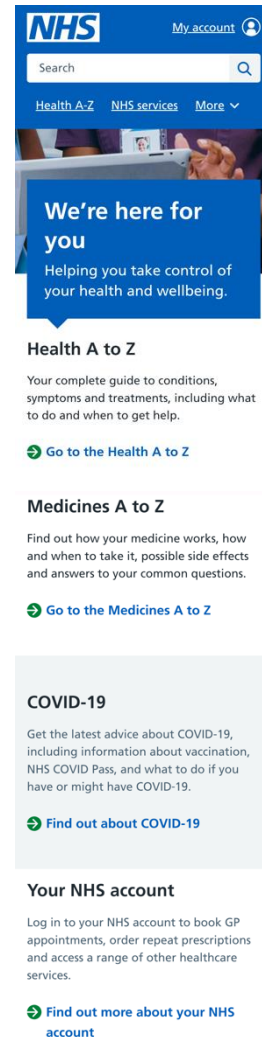 NHS
My account
Search
Health A-Z NHS services More
We’re here for
you
Helping you take control of
your health and wellbeing.
Health A to Z
Your complete guide to conditions,
symptoms and treatments, including what
to do and when to get help.
Go to the Health A to Z
Medicines A to Z
Find out how your medicine works, how
and when to take it, possible side effects
and answers to your common questions.
Go to the Medicines A to Z
COVID-19
Get the latest advice about COVID-19,
including information about vaccination,
NHS COVID Pass, and what to do if you
have or might have COVID-19.
Find out about COVID-19
Your NHS account
Log in to your NHS account to book GP
appointments, order repeat prescriptions
and access a range of other healthcare
services.
Find out more about your NHS
account